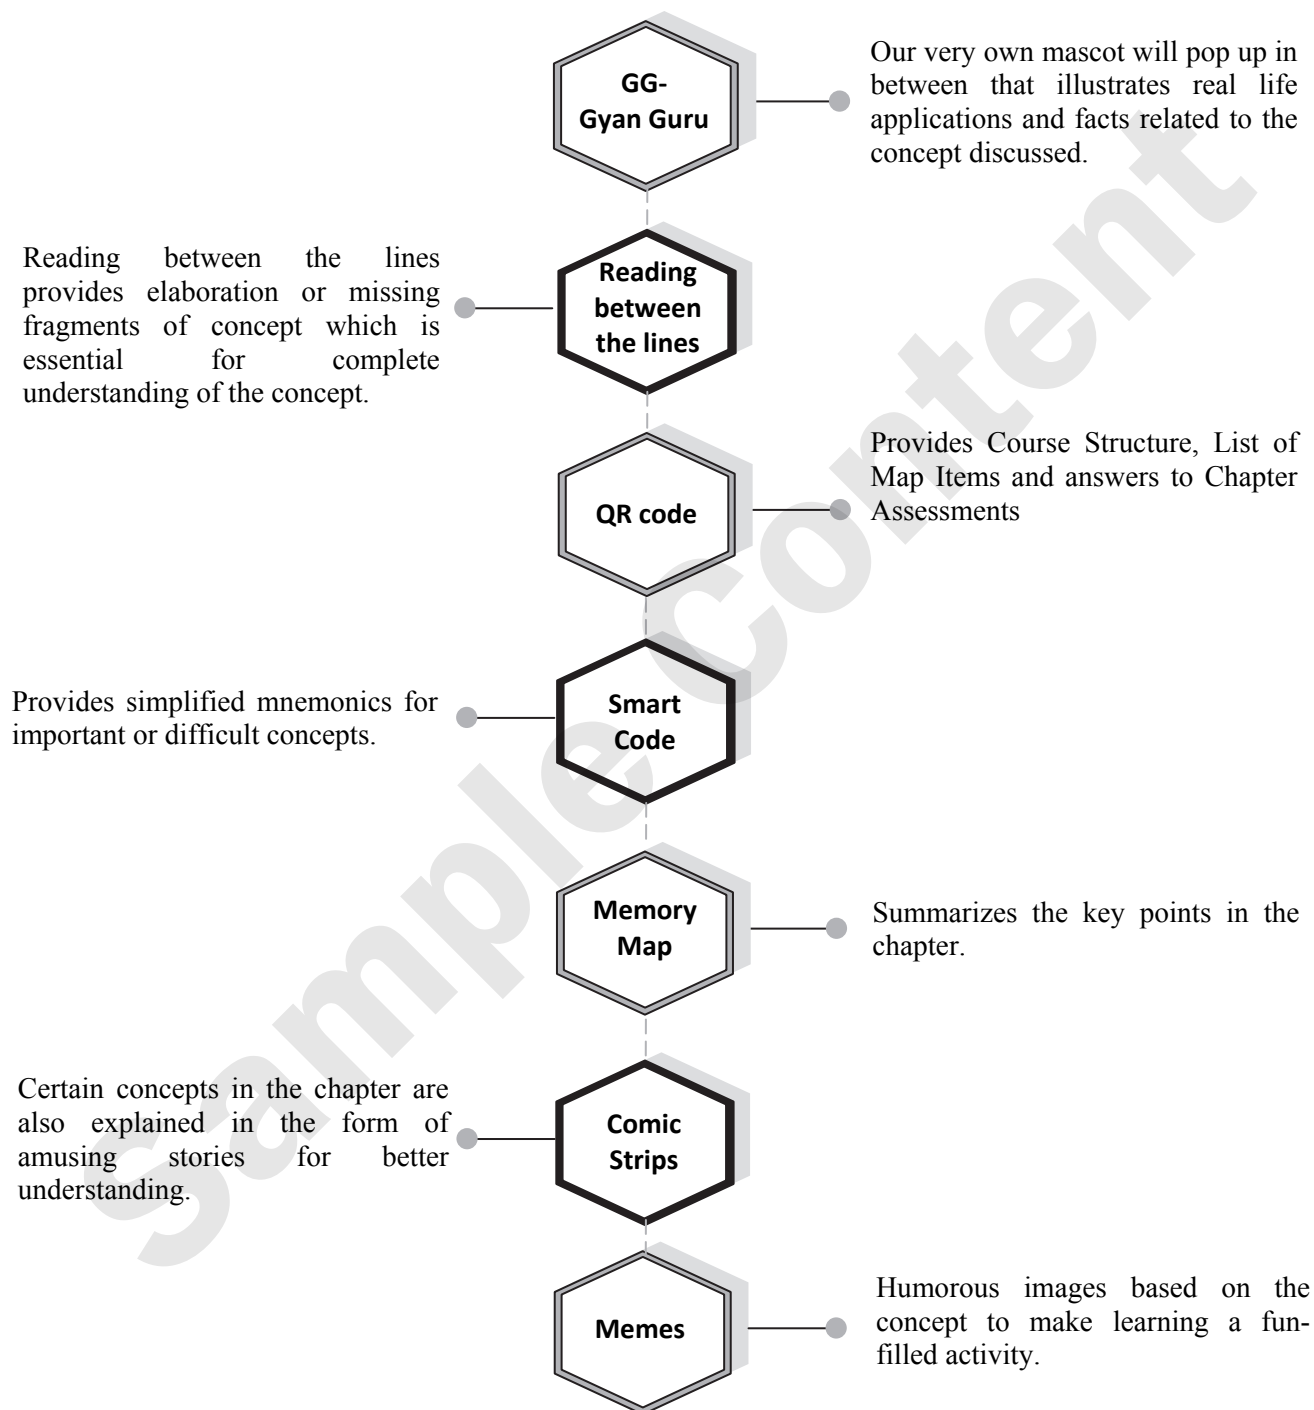 GG-
Gyan Guru
Our very own mascot will pop up in
between that illustrates real life
applications and facts related to the
concept discussed.
Reading between the lines
provides elaboration or missing
fragments of concept which is
essential for complete
understanding of the concept.
Reading
between
the lines
QR code
Provides Course Structure, List of
Map Items and answers to Chapter
Assessments
Provides simplified mnemonics for
important or difficult concepts.
Smart
Code
Memory
Map
Summarizes the key points in the
chapter.
Certain concepts in the chapter are
also explained in the form of
amusing stories for better
understanding.
Comic
Strips
Memes
Humorous images based on the
concept to make learning a fun-
filled activity.
Sample Content